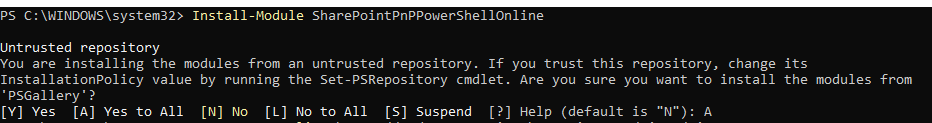 PS C:\WINDOWS\system32> Install-Module SharePointPnPPowerShellOnline
Untrusted repository
You are installing the modules from an untrusted repository. If you trust this repository, change its
InstallationPolicy value by running the Set-PSRepository cmdlet. Are you sure you want to install the modules from
'PSGallery'?
[Y] Yes  [A] Yes to All  [N] No  [L] No to All  [S] Suspend  [?] Help (default is "N"): A